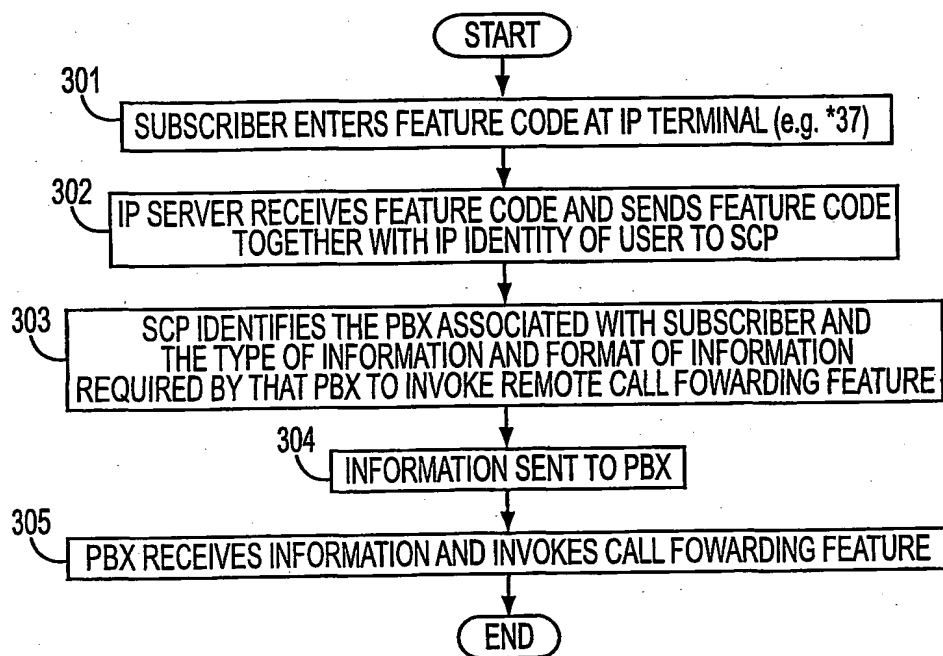 START
301
SUBSCRIBER ENTERS FEATURE CODE AT IP TERMINAL (e.g. *37)
302
IP SERVER RECEIVES FEATURE CODE AND SENDS FEATURE CODE
TOGETHER WITH IP IDENTITY OF USER TO SCP
303
SCP IDENTIFIES THE PBX ASSOCIATED WITH SUBSCRIBER AND
THE TYPE OF INFORMATION AND FORMAT OF INFORMATION
REQUIRED BY THAT PBX TO INVOKE REMOTE CALL FOWARDING FEATURE
304
INFORMATION SENT TO PBX
305
PBX RECEIVES INFORMATION AND INVOKES CALL FOWARDING FEATURE
END